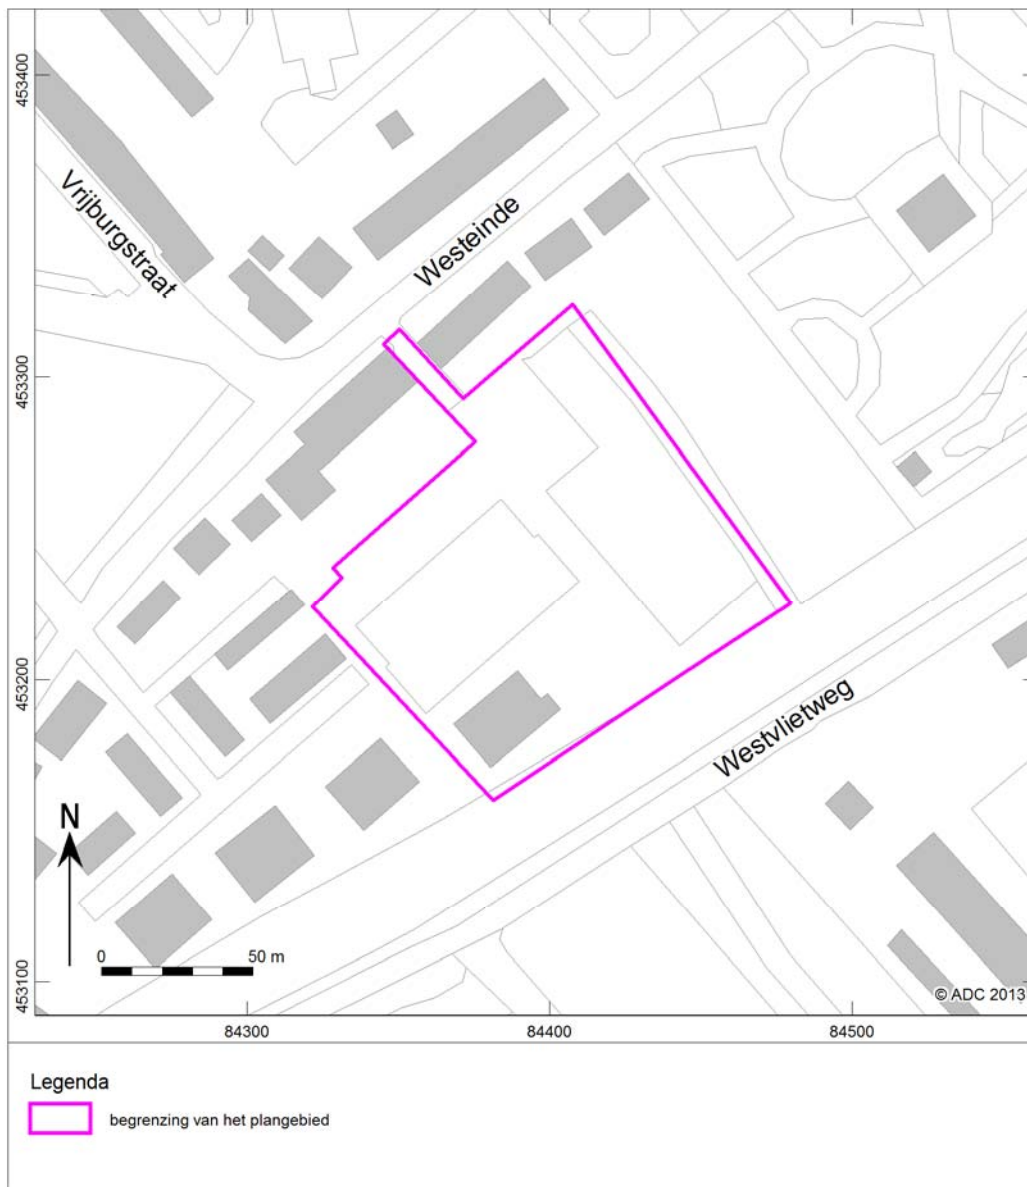 453400
Vrijburgstraat
Westeinde
453300
453200
Westvlietweg
N
0 50 m
453100
© ADC 2013
84300 84400 84500
Legenda
begrenzing van het plangebied